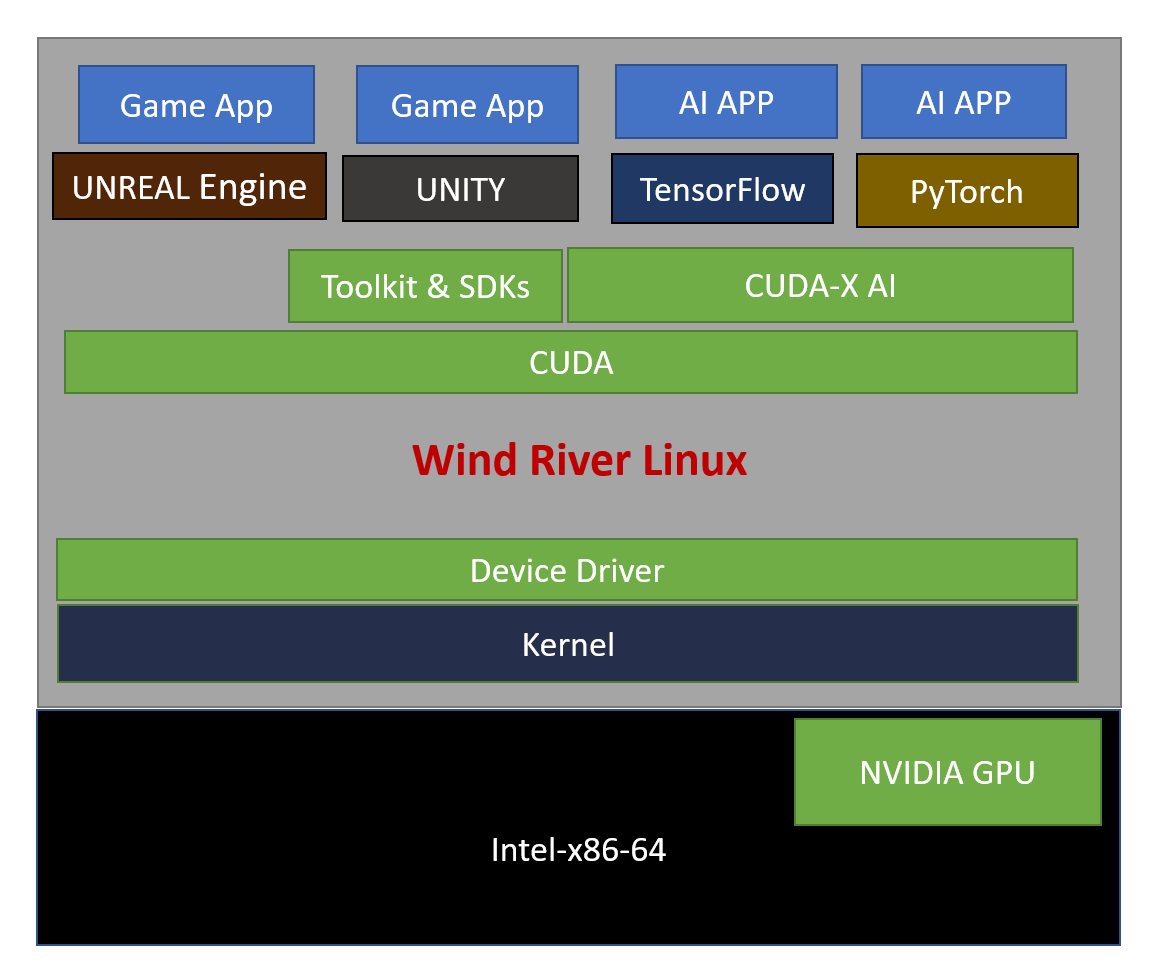 Game App
Game App
AI APP
AI APP
UNREAL Engine
UNITY
TensorFlow
PyTorch
Toolkit & SDKs
CUDA-X AI
CUDA
Wind River Linux
Device Driver
Kernel
NVIDIA GPU
Intel-x86-64